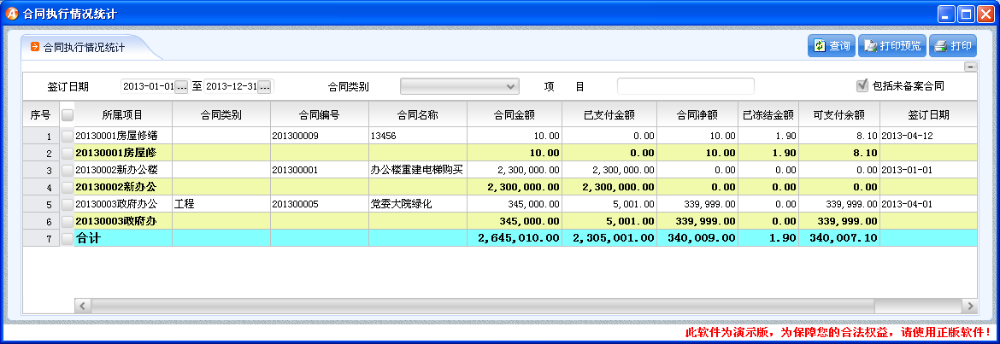 合同执行情况统计
合同执行情况统计 查询 打印预览 打印
签订日期 2013-01-01... 至 2013-12-31... 合同类别 项 目 包括未备案合同
序号 所属项目 合同类别 合同编号 合同名称 合同金额 已支付金额 合同净额 已冻结金额 可支付余额 签订日期
1 20130001房屋修缮 201300009 13456 10.00 0.00 10.00 1.90 8.10 2013-04-12
2 20130001房屋修 10.00 0.00 10.00 1.90 8.10
3 20130002新办公楼 201300001 办公楼重建电梯购买 2,300,000.00 2,300,000.00 0.00 0.00 0.00 2013-01-01
4 20130002新办公 2,300,000.00 2,300,000.00 0.00 0.00 0.00
5 20130003政府办公 工程 201300005 党委大院绿化 345,000.00 5,001.00 339,999.00 0.00 339,999.00 2013-04-01
6 20130003政府办 345,000.00 5,001.00 339,999.00 0.00 339,999.00
7 合计 2,645,010.00 2,305,001.00 340,009.00 1.90 340,007.10
此软件为演示版，为保障您的合法权益，请使用正版软件！